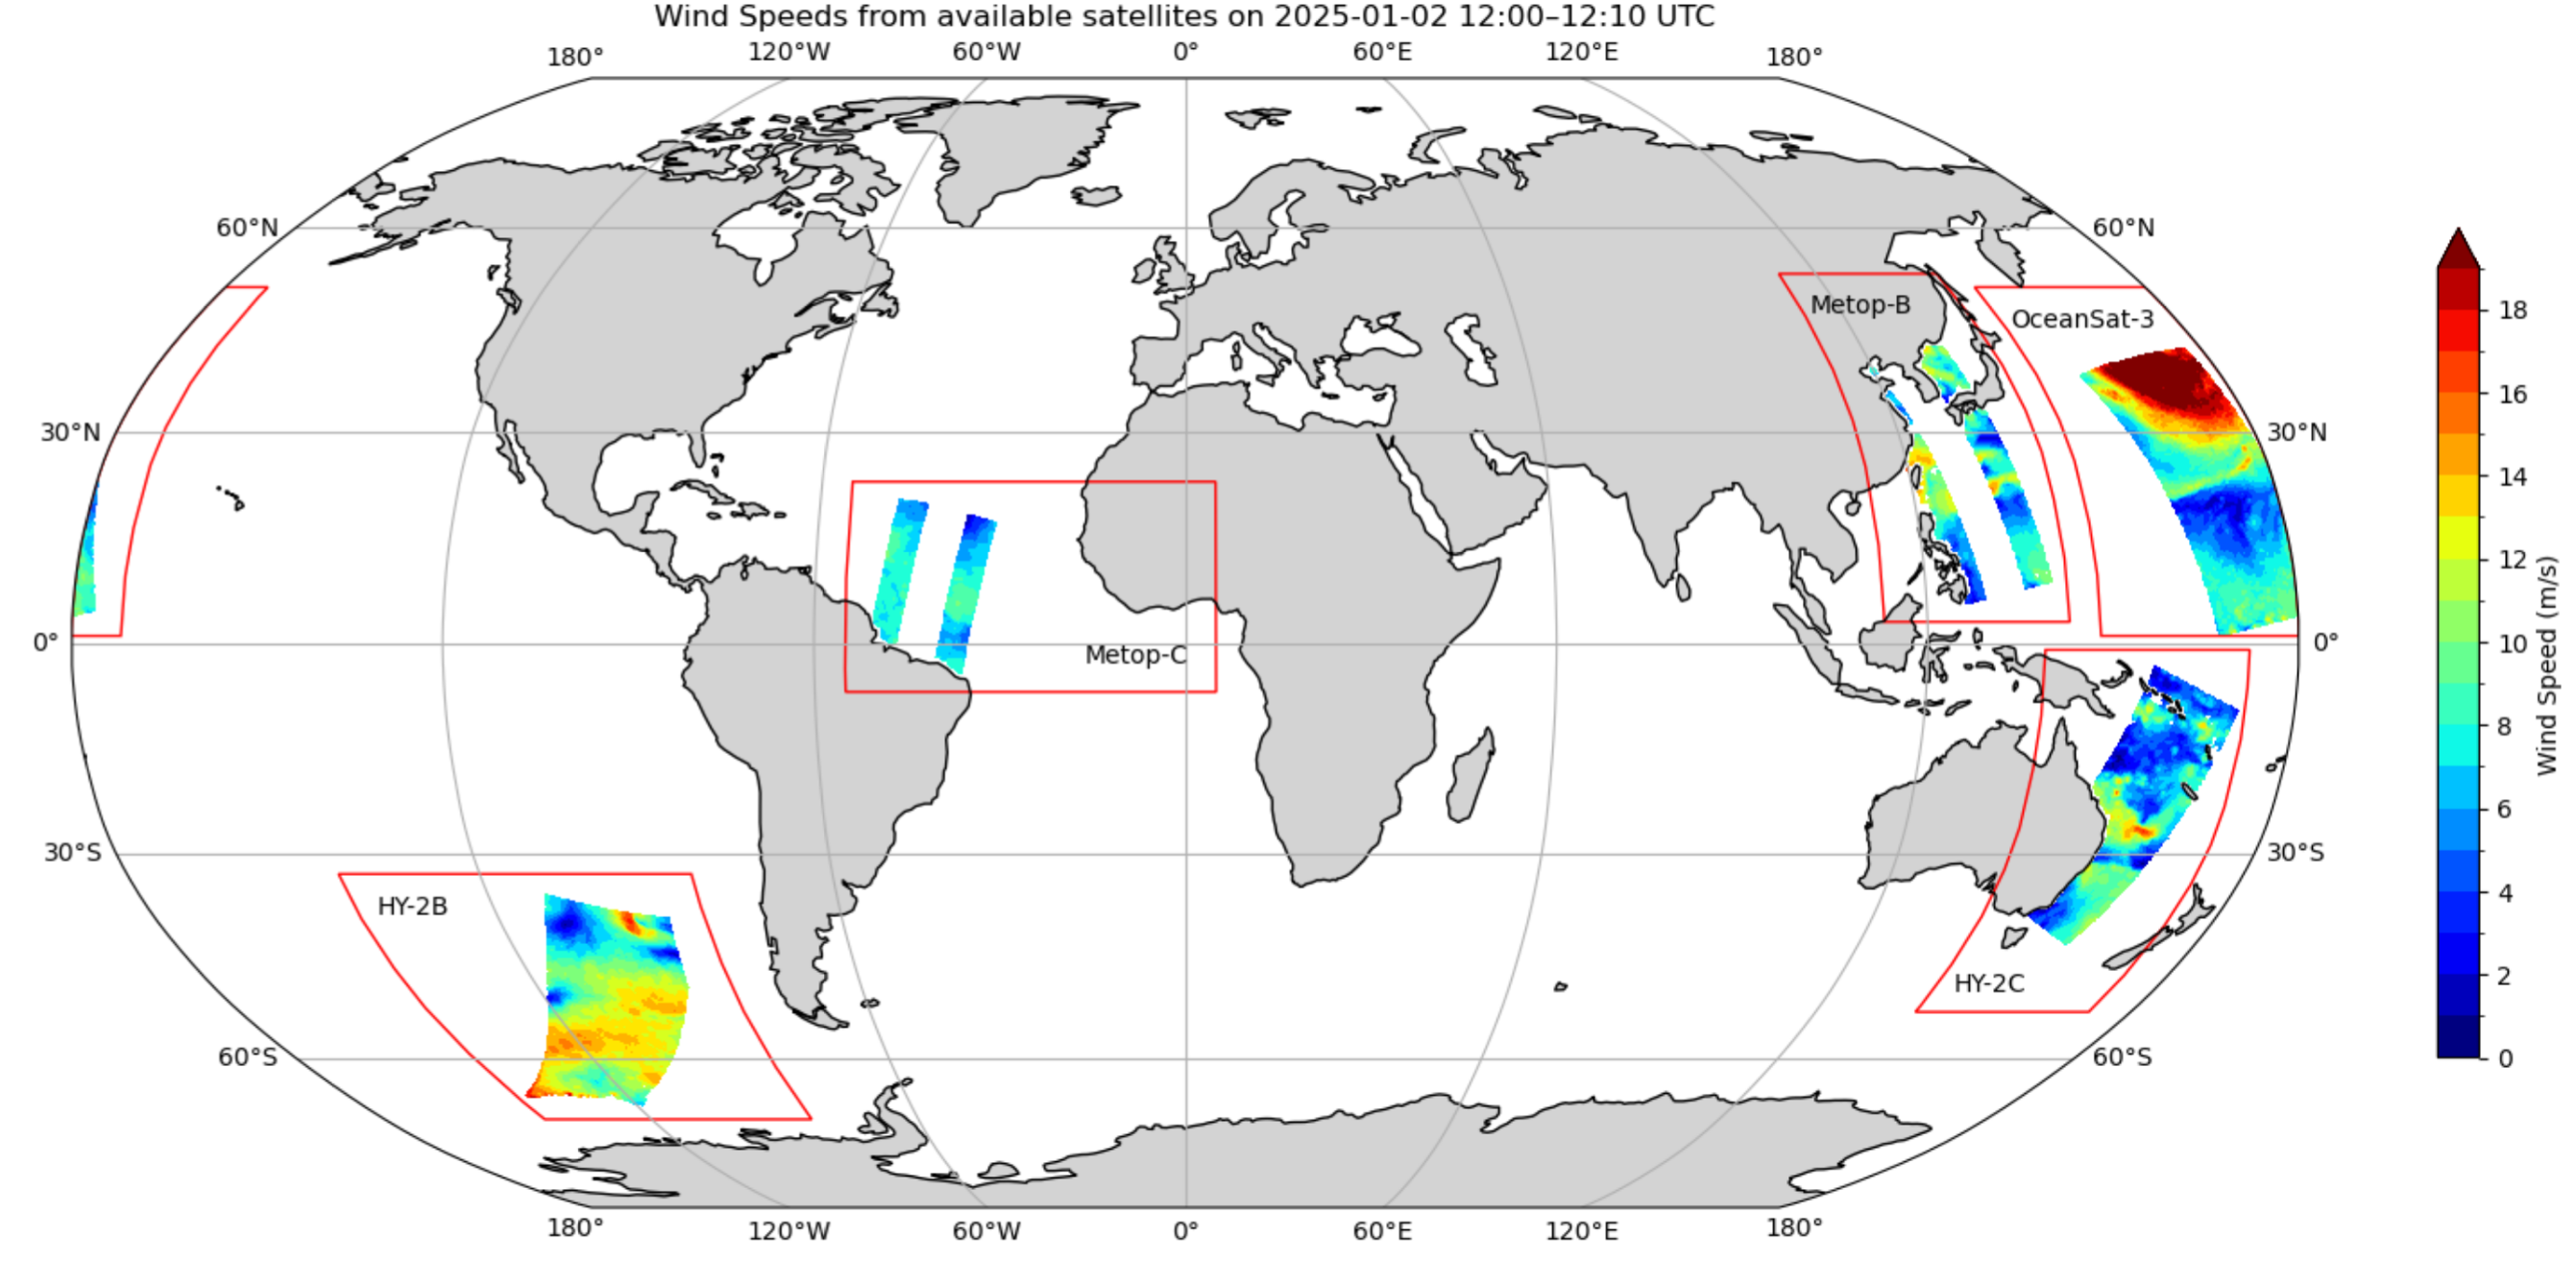 Wind Speeds from available satellites on 2025-01-02 12:00–12:10 UTC
180° 120°W 60°W 0° 60°E 120°E 180°
60°N 60°N
Metop-B
OceanSat-3
18
16
30°N 30°N
14
12
10
Metop-C
0° 0°
8
6
Wind Speed (m/s)
30°S 30°S
4
HY-2B
HY-2C
2
60°S 60°S
0
180° 120°W 60°W 0° 60°E 120°E 180°